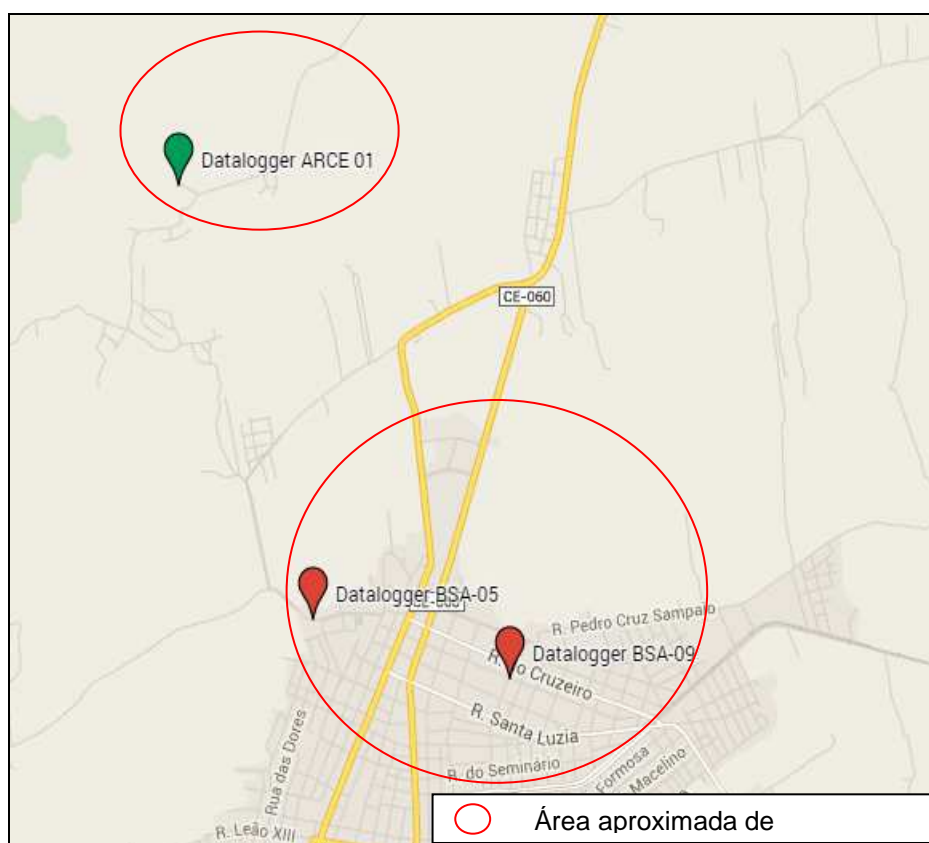 Datalogger ARCE 01
CE-060
Datalogger BSA-05
R. Pedro Cruz Sampaio
Datalogger BSA-09
R. do Cruzeiro
R. Santa Luzia
Rua das Dores
R. do Seminário
Formosa
Macelino
R. Leão XIII
Área aproximada de